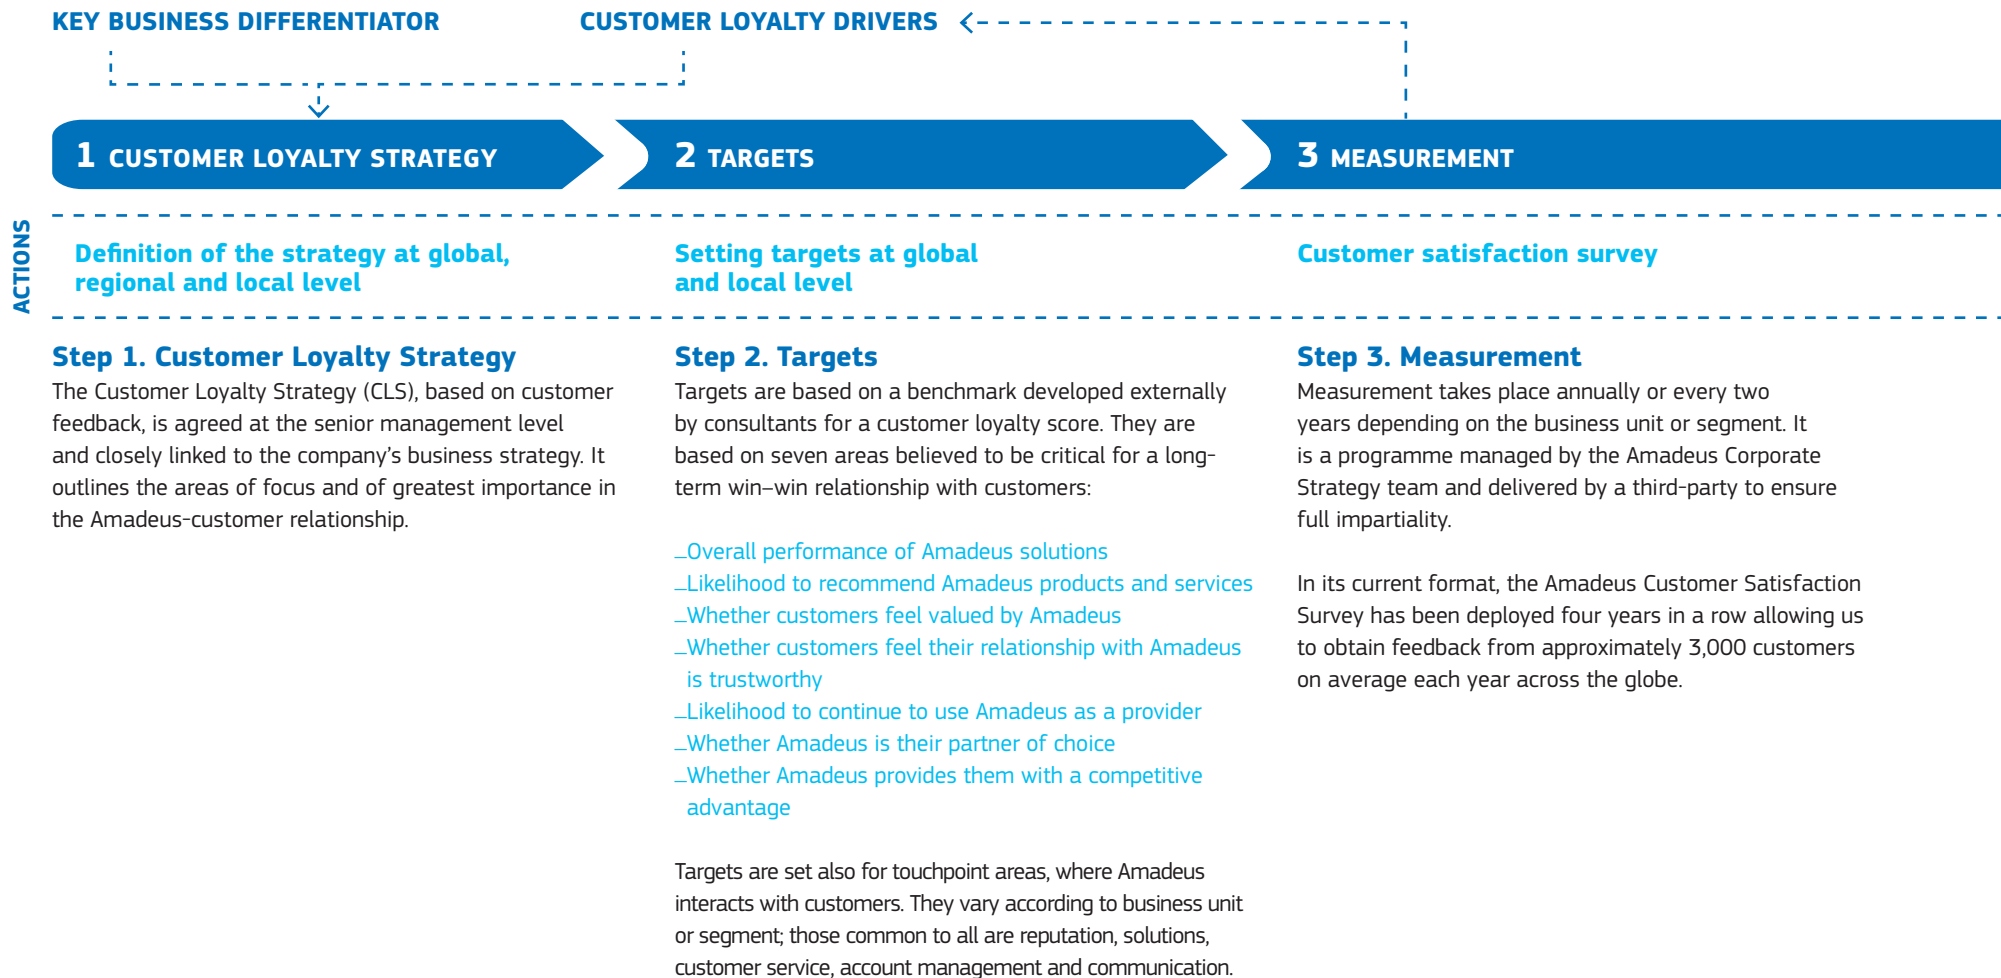 KEY BUSINESS DIFFERENTIATOR
CUSTOMER LOYALTY DRIVERS
1 CUSTOMER LOYALTY STRATEGY
2 TARGETS
3 MEASUREMENT
ACTIONS
Definition of the strategy at global,
regional and local level
Setting targets at global
and local level
Customer satisfaction survey
Step 1. Customer Loyalty Strategy
The Customer Loyalty Strategy (CLS), based on customer
feedback, is agreed at the senior management level
and closely linked to the company's business strategy. It
outlines the areas of focus and of greatest importance in
the Amadeus-customer relationship.
Step 2. Targets
Targets are based on a benchmark developed externally
by consultants for a customer loyalty score. They are
based on seven areas believed to be critical for a long-
term win–win relationship with customers:
_Overall performance of Amadeus solutions
_Likelihood to recommend Amadeus products and services
_Whether customers feel valued by Amadeus
_Whether customers feel their relationship with Amadeus
is trustworthy
_Likelihood to continue to use Amadeus as a provider
_Whether Amadeus is their partner of choice
_Whether Amadeus provides them with a competitive
advantage
Targets are set also for touchpoint areas, where Amadeus
interacts with customers. They vary according to business unit
or segment; those common to all are reputation, solutions,
customer service, account management and communication.
Step 3. Measurement
Measurement takes place annually or every two
years depending on the business unit or segment. It
is a programme managed by the Amadeus Corporate
Strategy team and delivered by a third-party to ensure
full impartiality.
In its current format, the Amadeus Customer Satisfaction
Survey has been deployed four years in a row allowing us
to obtain feedback from approximately 3,000 customers
on average each year across the globe.